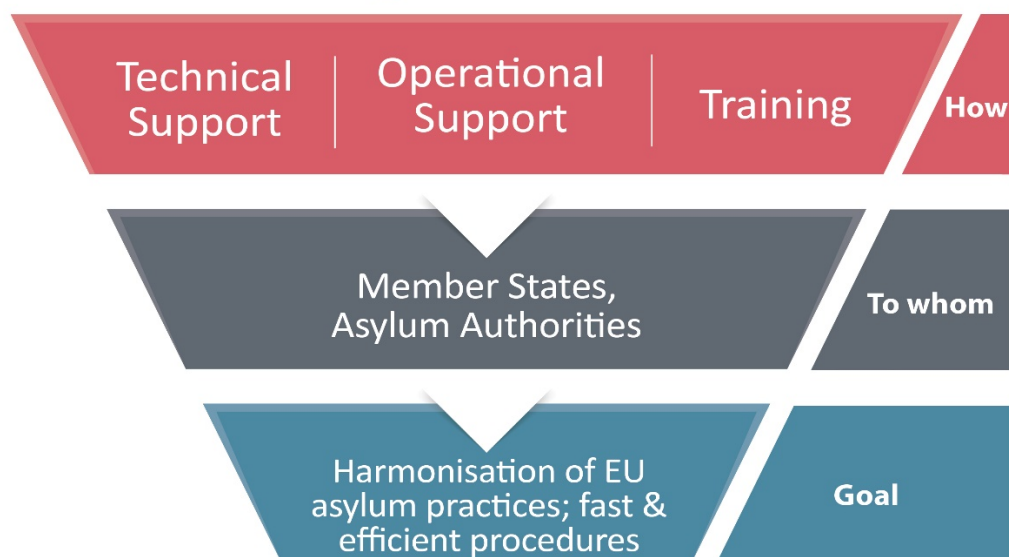 Technical
Support
Operational
Support
Training
How
Member States,
Asylum Authorities
To whom
Harmonisation of EU
asylum practices; fast &
efficient procedures
Goal